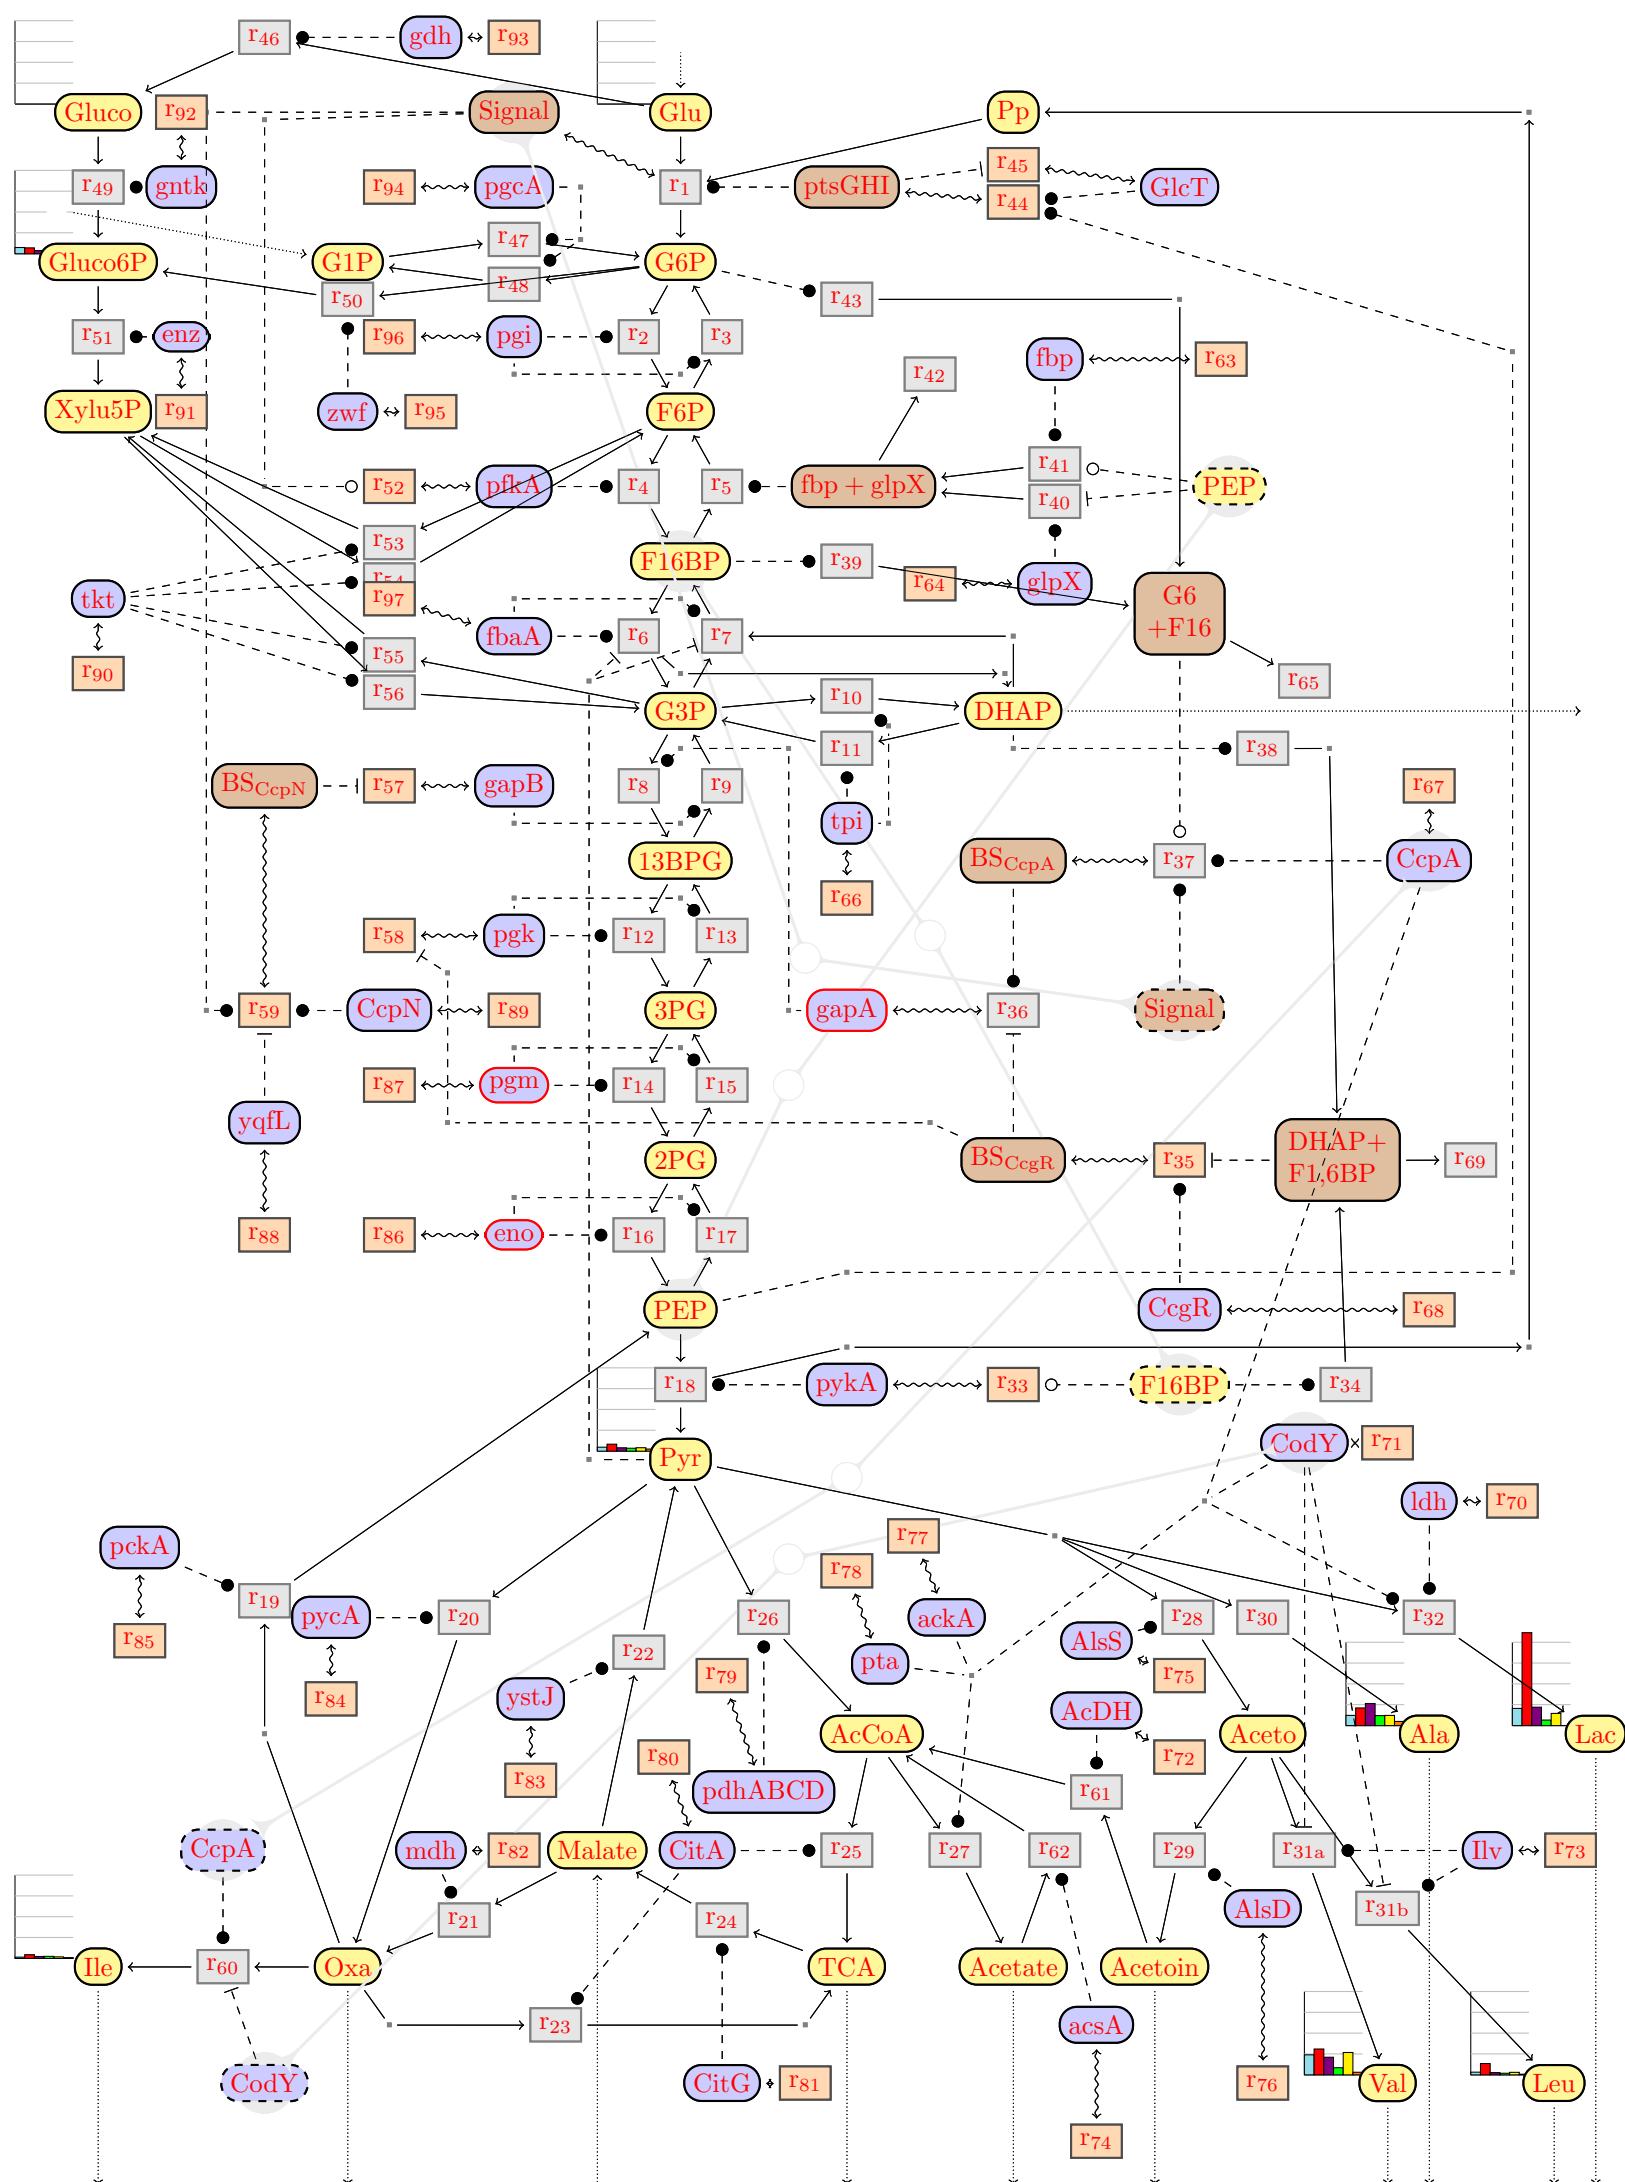 r46
gdh
r93
Gluco
r92
Signal
Glu
Pp
r49
gntk
r94
pgcA
r1
ptsGHI
r45
r44
GlcT
Gluco6P
G1P
r47
r48
G6P
r50
r43
r51
enz
r96
pgi
r2
r3
fbp
r63
r42
Xylu5P
r91
zwf
r95
F6P
r52
pfkA
r4
r5
fbp + glpX
r41
r40
PEP
r53
r54
F16BP
r39
r64
glpX
G6
+F16
tkt
r97
fbaA
r6
r7
r90
r55
r56
r65
G3P
r10
DHAP
r11
r38
BSCcpN
r57
gapB
r8
r9
tpi
r67
13BPG
BSCcpA
r37
CcpA
r66
r58
pgk
r12
r13
r59
CcpN
r89
3PG
gapA
r36
Signal
r87
pgm
r14
r15
yqfL
2PG
BSCcgR
r35
DHAP+
F1,6BP
r69
r88
r86
eno
r16
r17
PEP
CcgR
r68
r18
pykA
r33
F16BP
r34
Pyr
CodY
r71
ldh
r70
pckA
r77
r78
r19
pycA
r20
r26
ackA
r28
r30
r32
r85
r22
pta
AlsS
r79
r75
r84
ystJ
AcDH
AcCoA
Aceto
Ala
Lac
r80
r72
r83
pdhABCD
r61
CcpA
mdh
r82
Malate
CitA
r25
r27
r62
r29
r31a
Ilv
r73
r21
r24
AlsD
r31b
Ile
r60
Oxa
TCA
Acetate
Acetoin
r23
acsA
CodY
CitG
r81
r76
Val
Leu
r74